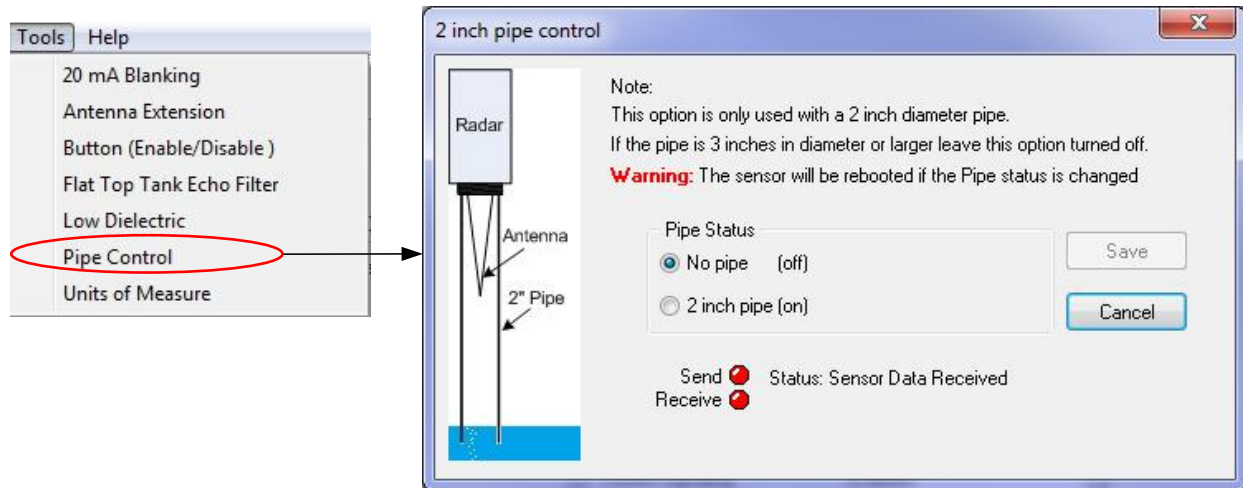 Tools Help
20 mA Blanking
Antenna Extension
Button (Enable/Disable )
Flat Top Tank Echo Filter
Low Dielectric
Pipe Control
Units of Measure
2 inch pipe control
Radar
Antenna
2" Pipe
Note:
This option is only used with a 2 inch diameter pipe.
If the pipe is 3 inches in diameter or larger leave this option turned off.
Warning: The sensor will be rebooted if the Pipe status is changed
Pipe Status
No pipe (off)
2 inch pipe (on)
Save
Cancel
Send Status: Sensor Data Received
Receive